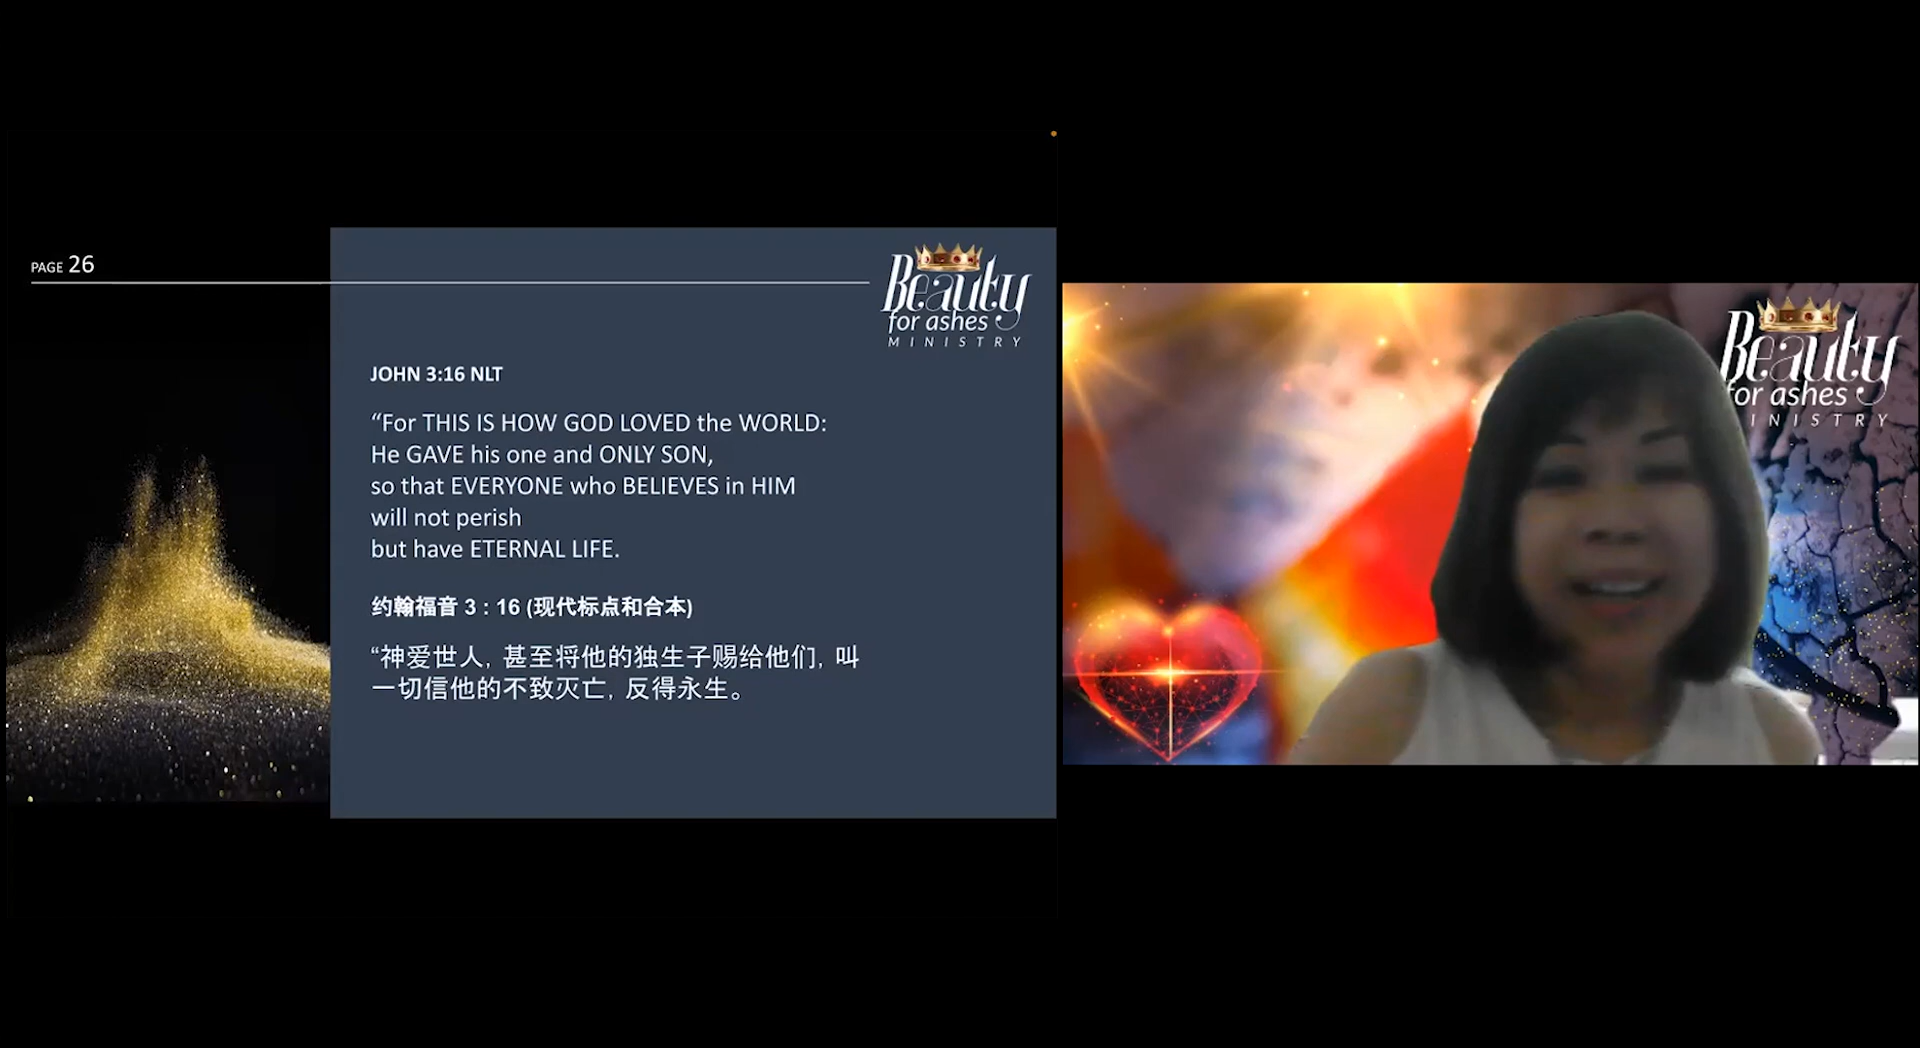 PAGE 26
Beauty
for ashes
MINISTRY
JOHN 3:16 NLT
“For THIS IS HOW GOD LOVED the WORLD:
He GAVE his one and ONLY SON,
so that EVERYONE who BELIEVES in HIM
will not perish
but have ETERNAL LIFE.
约翰福音 3 : 16 (现代标点和合本)
“神爱世人, 甚至将他的独生子赐给他们, 叫
一切信他的不致灭亡, 反得永生。
Beauty
for ashes
INISTRY